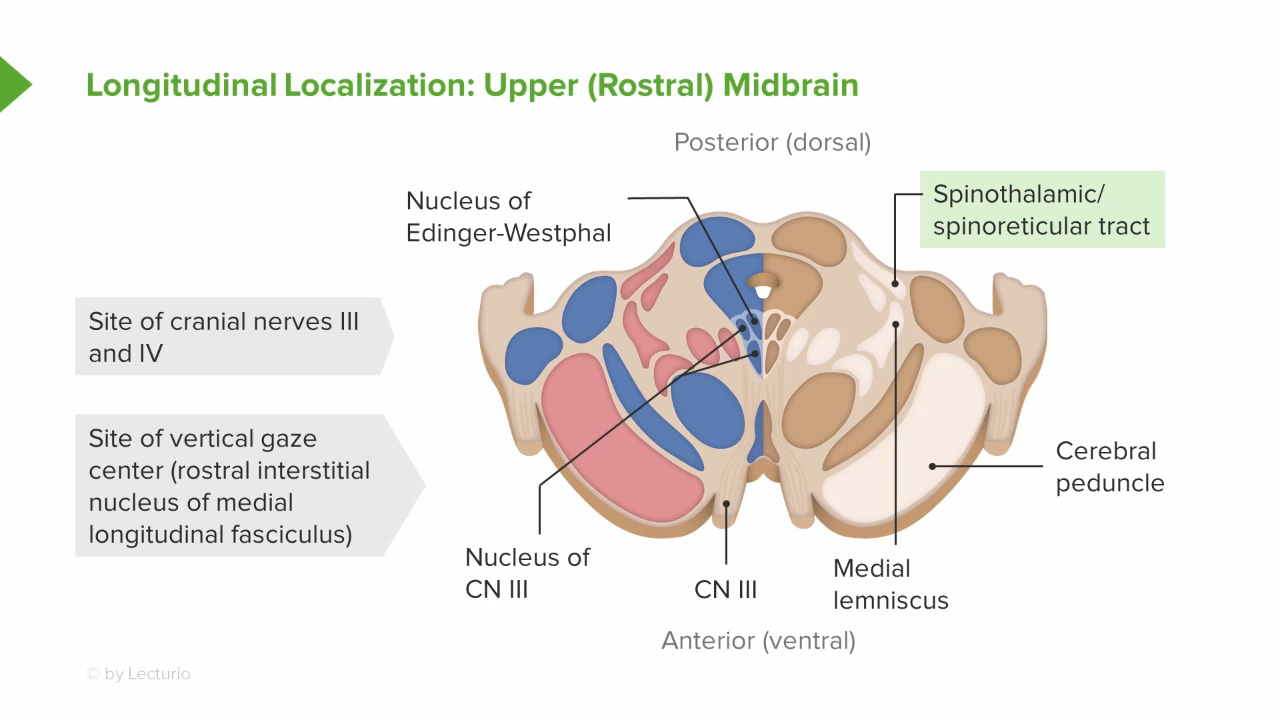 Longitudinal Localization: Upper (Rostral) Midbrain
Posterior (dorsal)
Nucleus of
Edinger-Westphal
Spinothalamic/
spinoreticular tract
Site of cranial nerves III
and IV
Site of vertical gaze
center (rostral interstitial
nucleus of medial
longitudinal fasciculus)
Cerebral
peduncle
Nucleus of
CN III
CN III
Medial
lemniscus
Anterior (ventral)
© by Lecturio